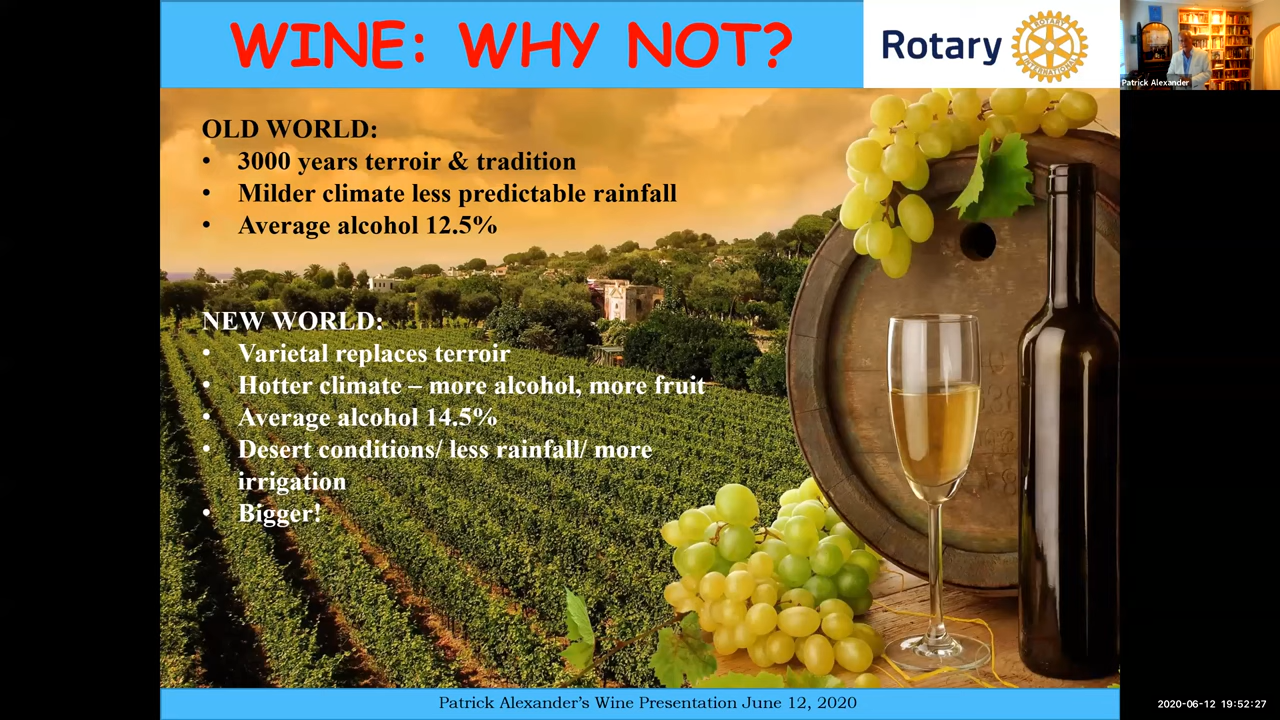 WINE: WHY NOT?
Rotary
ROTARY
INTERNATIONAL
Patrick Alexander
OLD WORLD:
• 3000 years terroir & tradition
• Milder climate less predictable rainfall
• Average alcohol 12.5%
NEW WORLD:
• Varietal replaces terroir
• Hotter climate – more alcohol, more fruit
• Average alcohol 14.5%
• Desert conditions/ less rainfall/ more
irrigation
• Bigger!
Patrick Alexander’s Wine Presentation June 12, 2020
2020-06-12 19:52:27